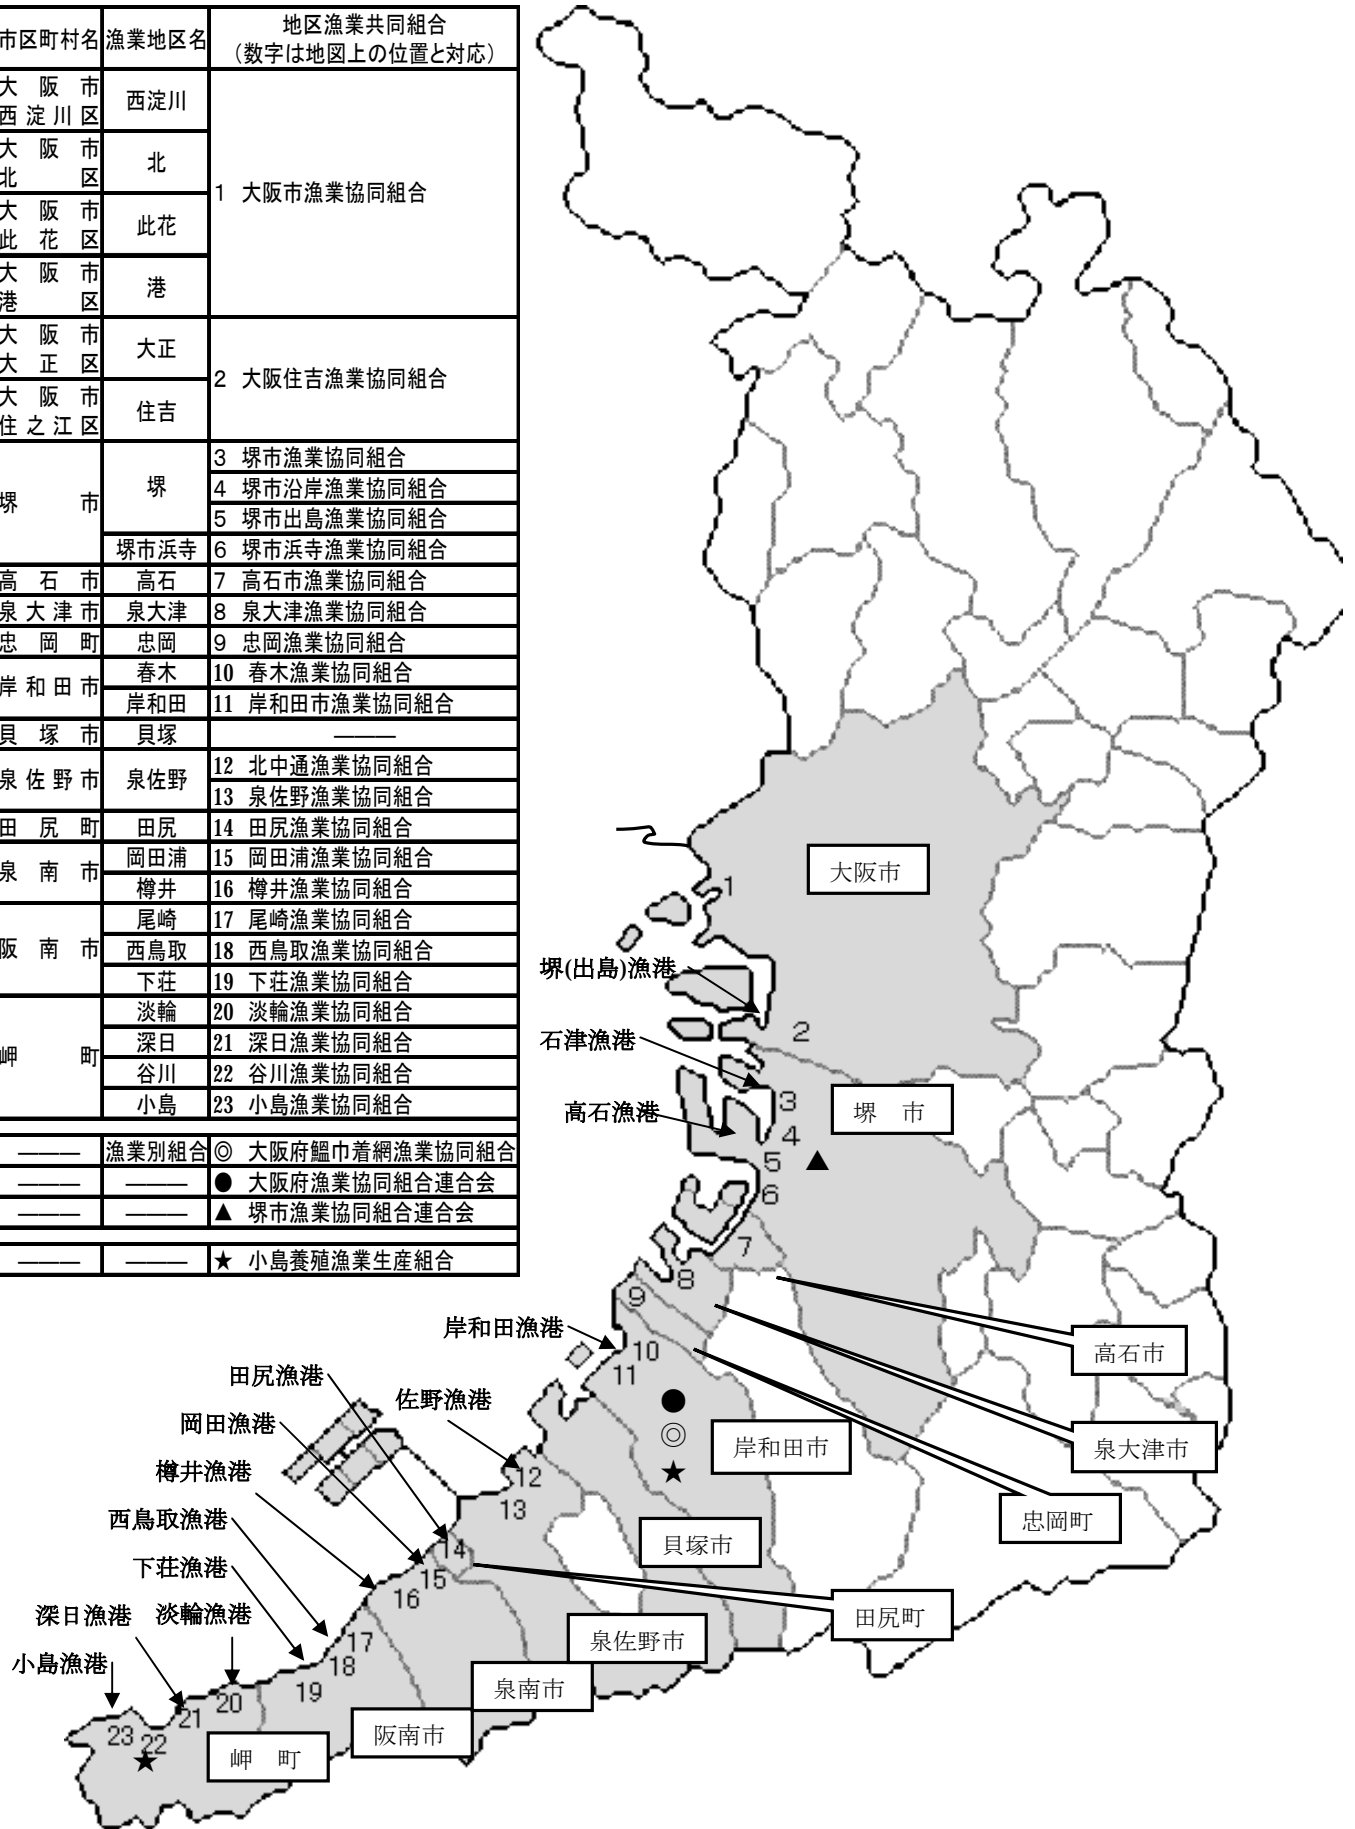 市区町村名 漁業地区名 地区漁業共同組合
（数字は地図上の位置と対応）
大阪市
西淀川区
西淀川
1 大阪市漁業協同組合
大阪市
北区
北
大阪市
此花区
此花
大阪市
港区
港
大阪市
大正区
大正
2 大阪住吉漁業協同組合
大阪市
住之江区
住吉
堺市
堺
3 堺市漁業協同組合
4 堺市沿岸漁業協同組合
5 堺市出島漁業協同組合
堺市浜寺 6 堺市浜寺漁業協同組合
高石市 高石 7 高石市漁業協同組合
泉大津市 泉大津 8 泉大津漁業協同組合
忠岡町 忠岡 9 忠岡漁業協同組合
岸和田市
春木 10 春木漁業協同組合
岸和田 11 岸和田市漁業協同組合
貝塚市 貝塚 ———
泉佐野市 泉佐野
12 北中通漁業協同組合
13 泉佐野漁業協同組合
田尻町 田尻 14 田尻漁業協同組合
泉南市
岡田浦 15 岡田浦漁業協同組合
樽井 16 樽井漁業協同組合
阪南市
尾崎 17 尾崎漁業協同組合
西鳥取 18 西鳥取漁業協同組合
下荘 19 下荘漁業協同組合
岬町
淡輪 20 淡輪漁業協同組合
深日 21 深日漁業協同組合
谷川 22 谷川漁業協同組合
小島 23 小島漁業協同組合
——— 漁業別組合 ◎ 大阪府鰮巾着網漁業協同組合
——— ——— ● 大阪府漁業協同組合連合会
——— ——— ▲ 堺市漁業協同組合連合会
——— ——— ★ 小島養殖漁業生産組合
大阪市
1
堺(出島)漁港
2
石津漁港
3
堺 市
高石漁港
4
5 ▲
6
7
8
9
岸和田漁港
10
高石市
11
田尻漁港
佐野漁港
●
岡田漁港
◎
岸和田市
泉大津市
樽井漁港
★
12
13
忠岡町
西鳥取漁港
14
貝塚市
下荘漁港
15
16
深日漁港 淡輪漁港
田尻町
17
泉佐野市
小島漁港
18
19
泉南市
20
21
23
22
★
阪南市
岬 町